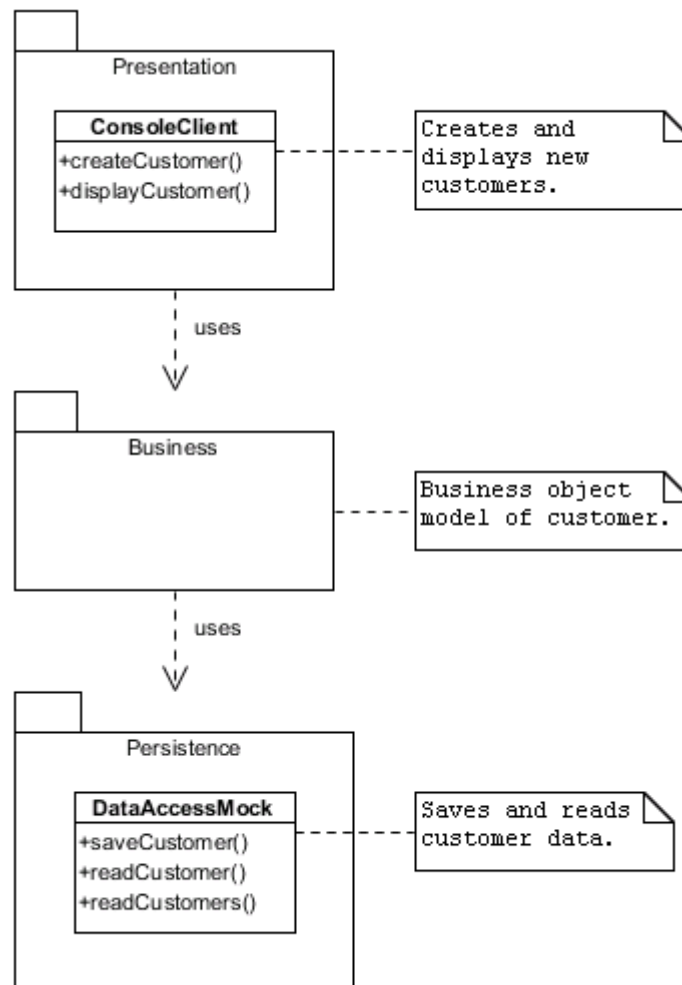 Presentation
ConsoleClient
+createCustomer()
+displayCustomer()
Creates and
displays new
customers.
uses
Business
Business object
model of customer.
uses
Persistence
DataAccessMock
+saveCustomer()
+readCustomer()
+readCustomers()
Saves and reads
customer data.